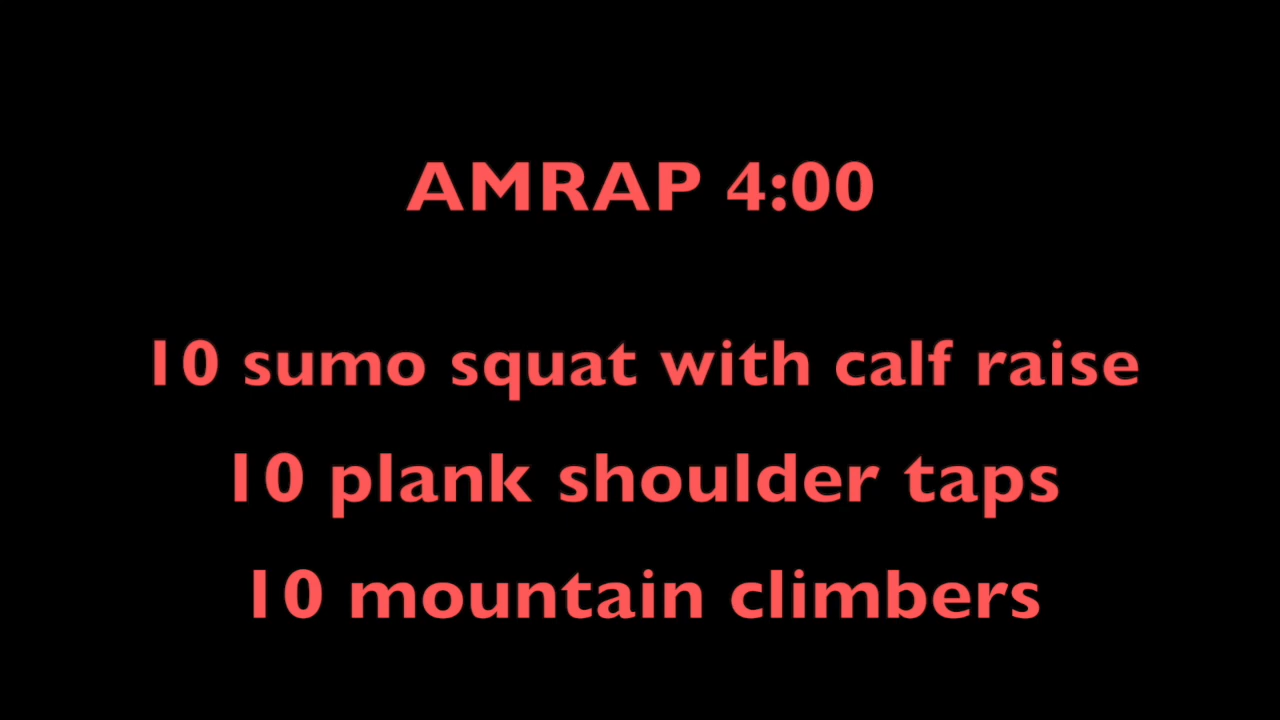 AMRAP 4:00
10 sumo squat with calf raise
10 plank shoulder taps
10 mountain climbers